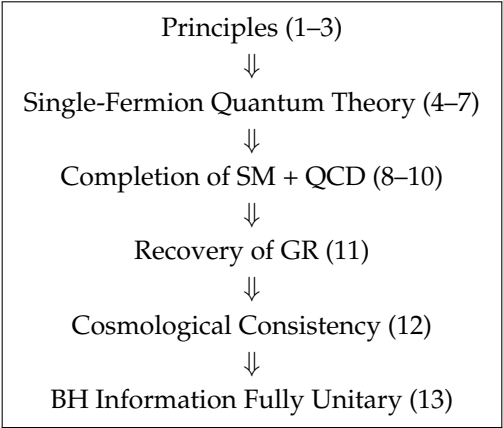 Principles (1–3)
⇓
Single-Fermion Quantum Theory (4–7)
⇓
Completion of SM + QCD (8–10)
⇓
Recovery of GR (11)
⇓
Cosmological Consistency (12)
⇓
BH Information Fully Unitary (13)